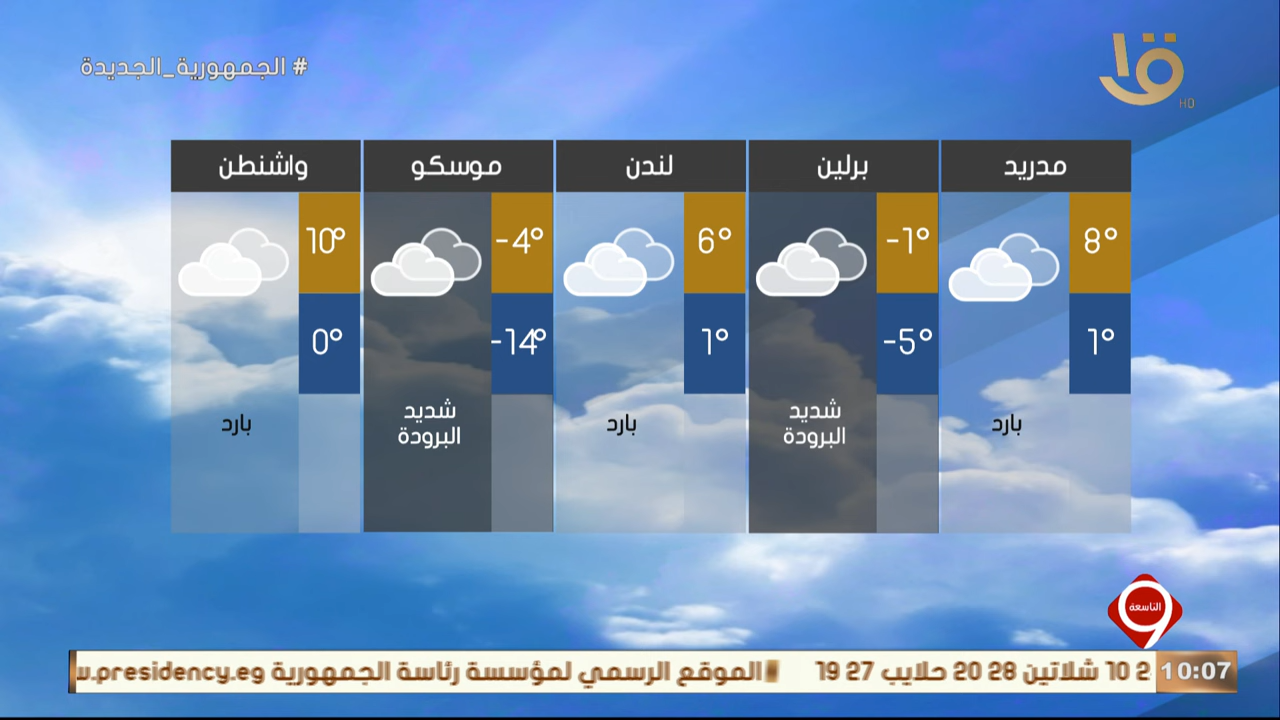 # الجمهورية_الجديدة
HD
مدريد
8°
1°
بارد
برلين
-1°
-5°
شديد
البرودة
لندن
6°
1°
بارد
موسكو
-4°
-14°
شديد
البرودة
واشنطن
10°
0°
بارد
التاسعة
9
10:07
10 شلاتين 28 20 حلايب 27 19 الموقع الرسمي لمؤسسة رئاسة الجمهورية .presidency.eg